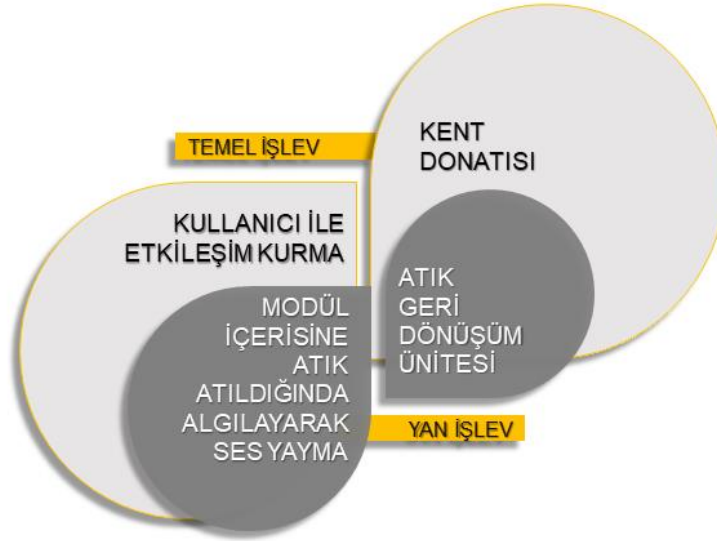 TEMEL İŞLEV
KENT
DONATISI
KULLANICI İLE
ETKİLEŞİM KURMA
ATIK
GERİ
DÖNÜŞÜM
ÜNİTESİ
MODÜL
İÇERİSİNE
ATIK
ATILDIĞINDA
ALGILAYARAK
SES YAYMA
YAN İŞLEV